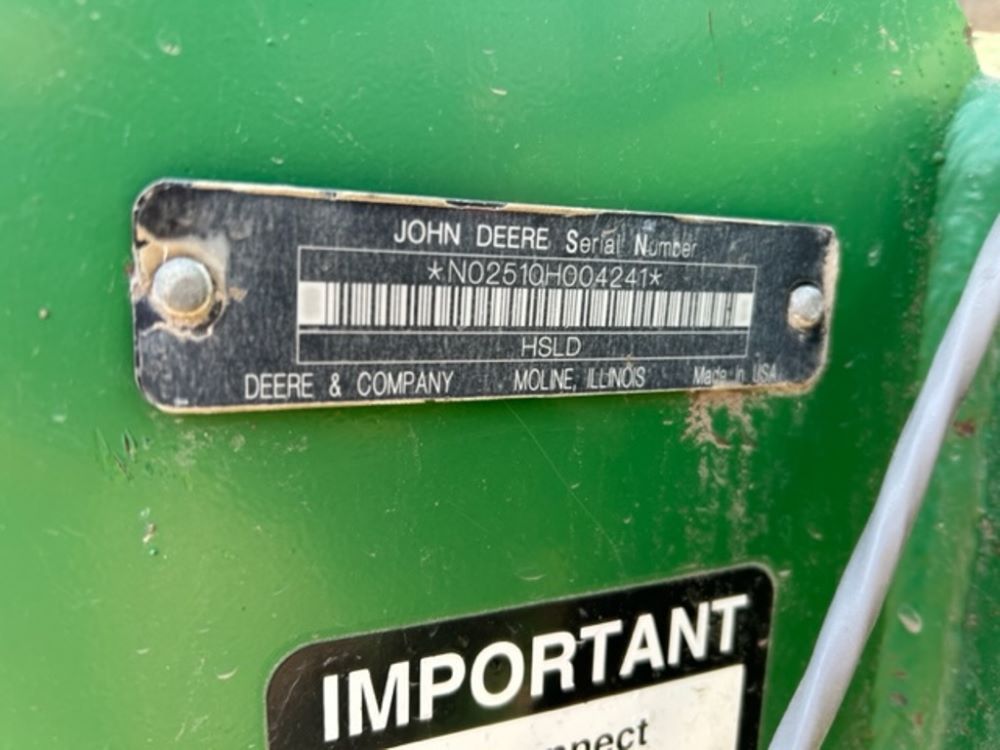 JOHN DEERE Serial Number
*N02510H004241*
HSLD
DEERE & COMPANY MOLINE, ILLINOIS Made in USA
IMPORTANT